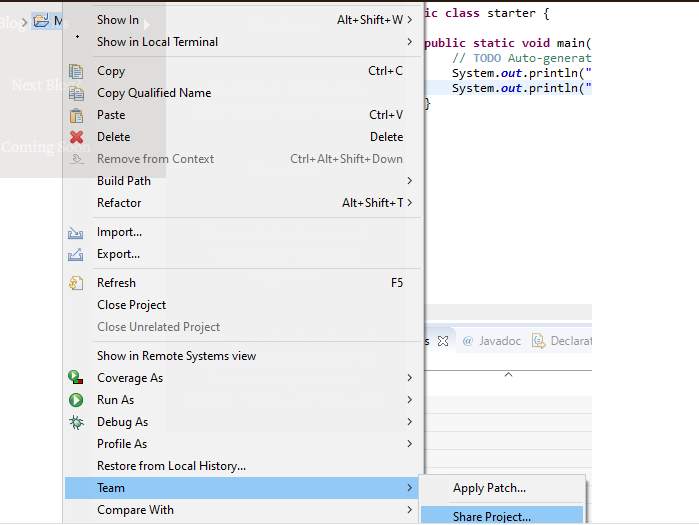 Blog
M
Next Blog
Coming Soon
Show In Alt+Shift+W
Show in Local Terminal
Copy Ctrl+C
Copy Qualified Name
Paste Ctrl+V
Delete Delete
Remove from Context Ctrl+Alt+Shift+Down
Build Path
Refactor Alt+Shift+T
Import...
Export...
Refresh F5
Close Project
Close Unrelated Project
Show in Remote Systems view
Coverage As
Run As
Debug As
Profile As
Restore from Local History...
Team
Compare With
Apply Patch...
Share Project...
ic class starter {
public static void main(
// TODO Auto-generat
System.out.println("
System.out.println("
}
s @ Javadoc Declarat